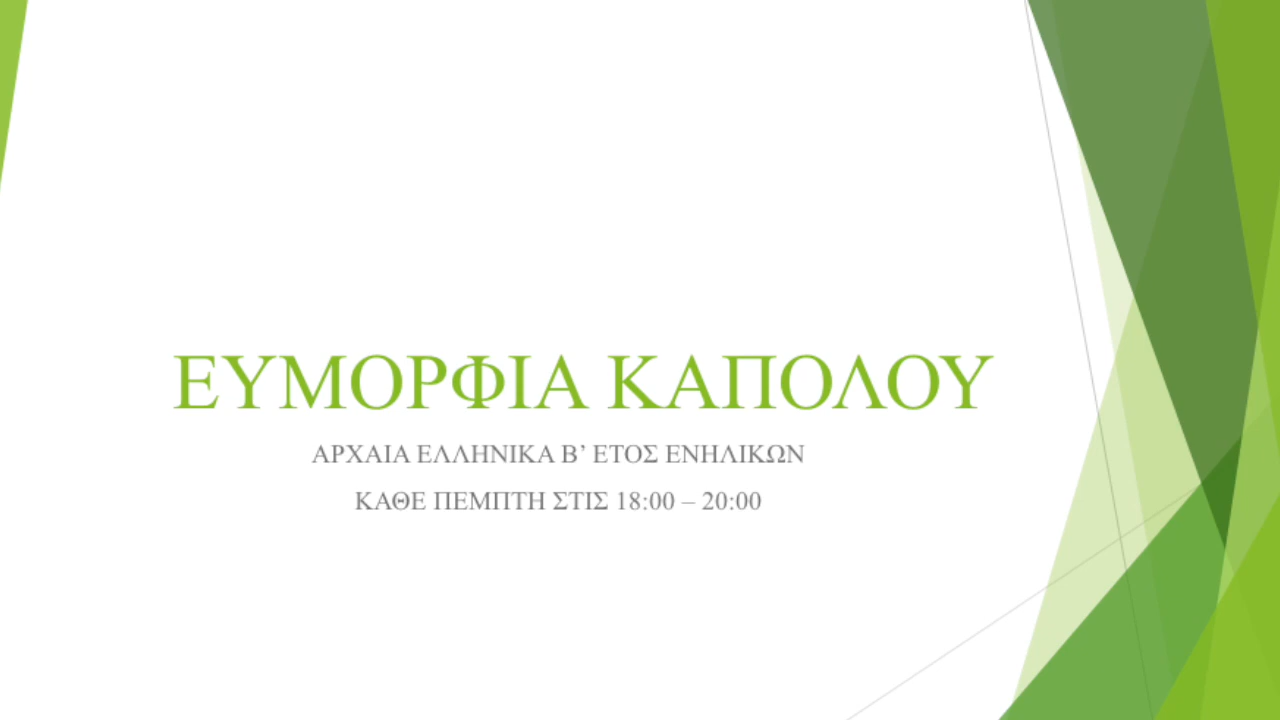 ΕΥΜΟΡΦΙΑ ΚΑΠΟΛΟΥ
ΑΡΧΑΙΑ ΕΛΛΗΝΙΚΑ Β’ ΕΤΟΣ ΕΝΗΛΙΚΩΝ
ΚΑΘΕ ΠΕΜΠΤΗ ΣΤΙΣ 18:00 – 20:00